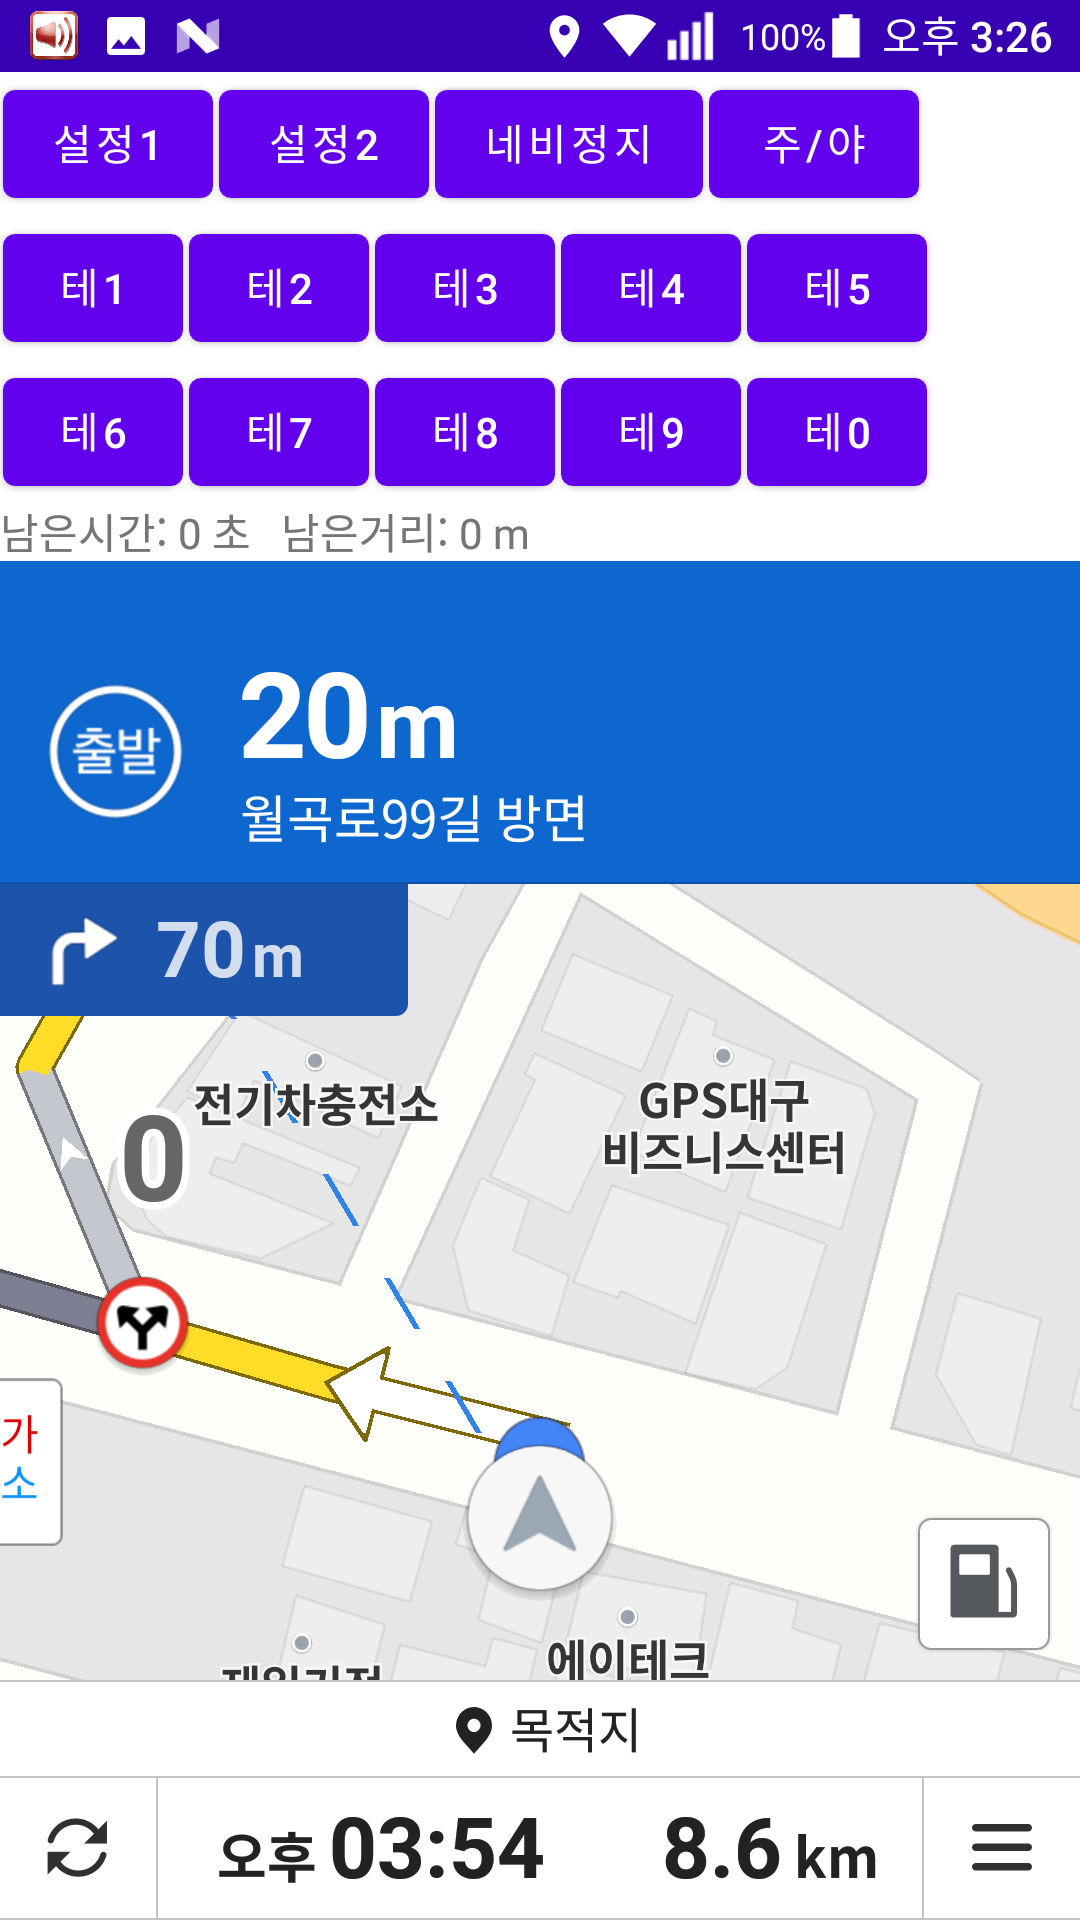 100% 오후 3:26
설정1 설정2 네비정지 주/야
테1 테2 테3 테4 테5
테6 테7 테8 테9 테0
남은시간: 0 초 남은거리: 0 m
출발
20m
월곡로99길 방면
70m
전기차충전소
GPS대구
비즈니스센터
0
가
소
에이테크
목적지
오후 03:54 8.6 km